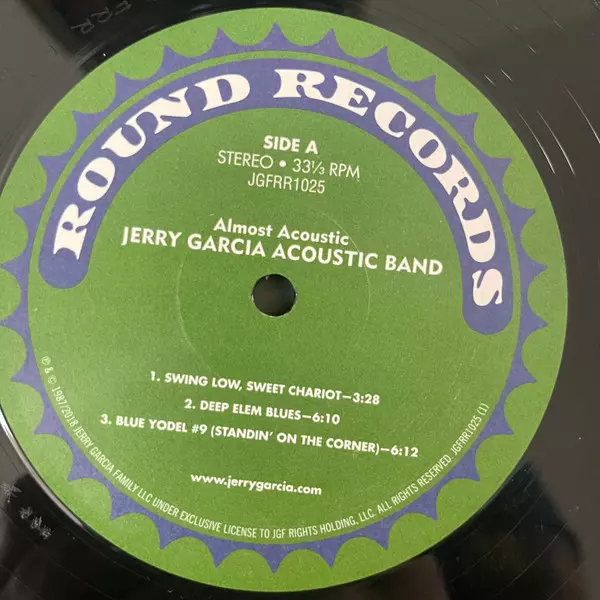 ROUND RECORDS
SIDE A
STEREO • 33⅓ RPM
JGFRR1025
Almost Acoustic
JERRY GARCIA ACOUSTIC BAND
1. SWING LOW, SWEET CHARIOT–3:28
2. DEEP ELEM BLUES–6:10
3. BLUE YODEL #9 (STANDIN' ON THE CORNER)–6:12
www.jerrygarcia.com
℗ & © 1987/2018 JERRY GARCIA FAMILY LLC UNDER EXCLUSIVE LICENSE TO JGF RIGHTS HOLDING, LLC. ALL RIGHTS RESERVED. JGFRR1025 (1)